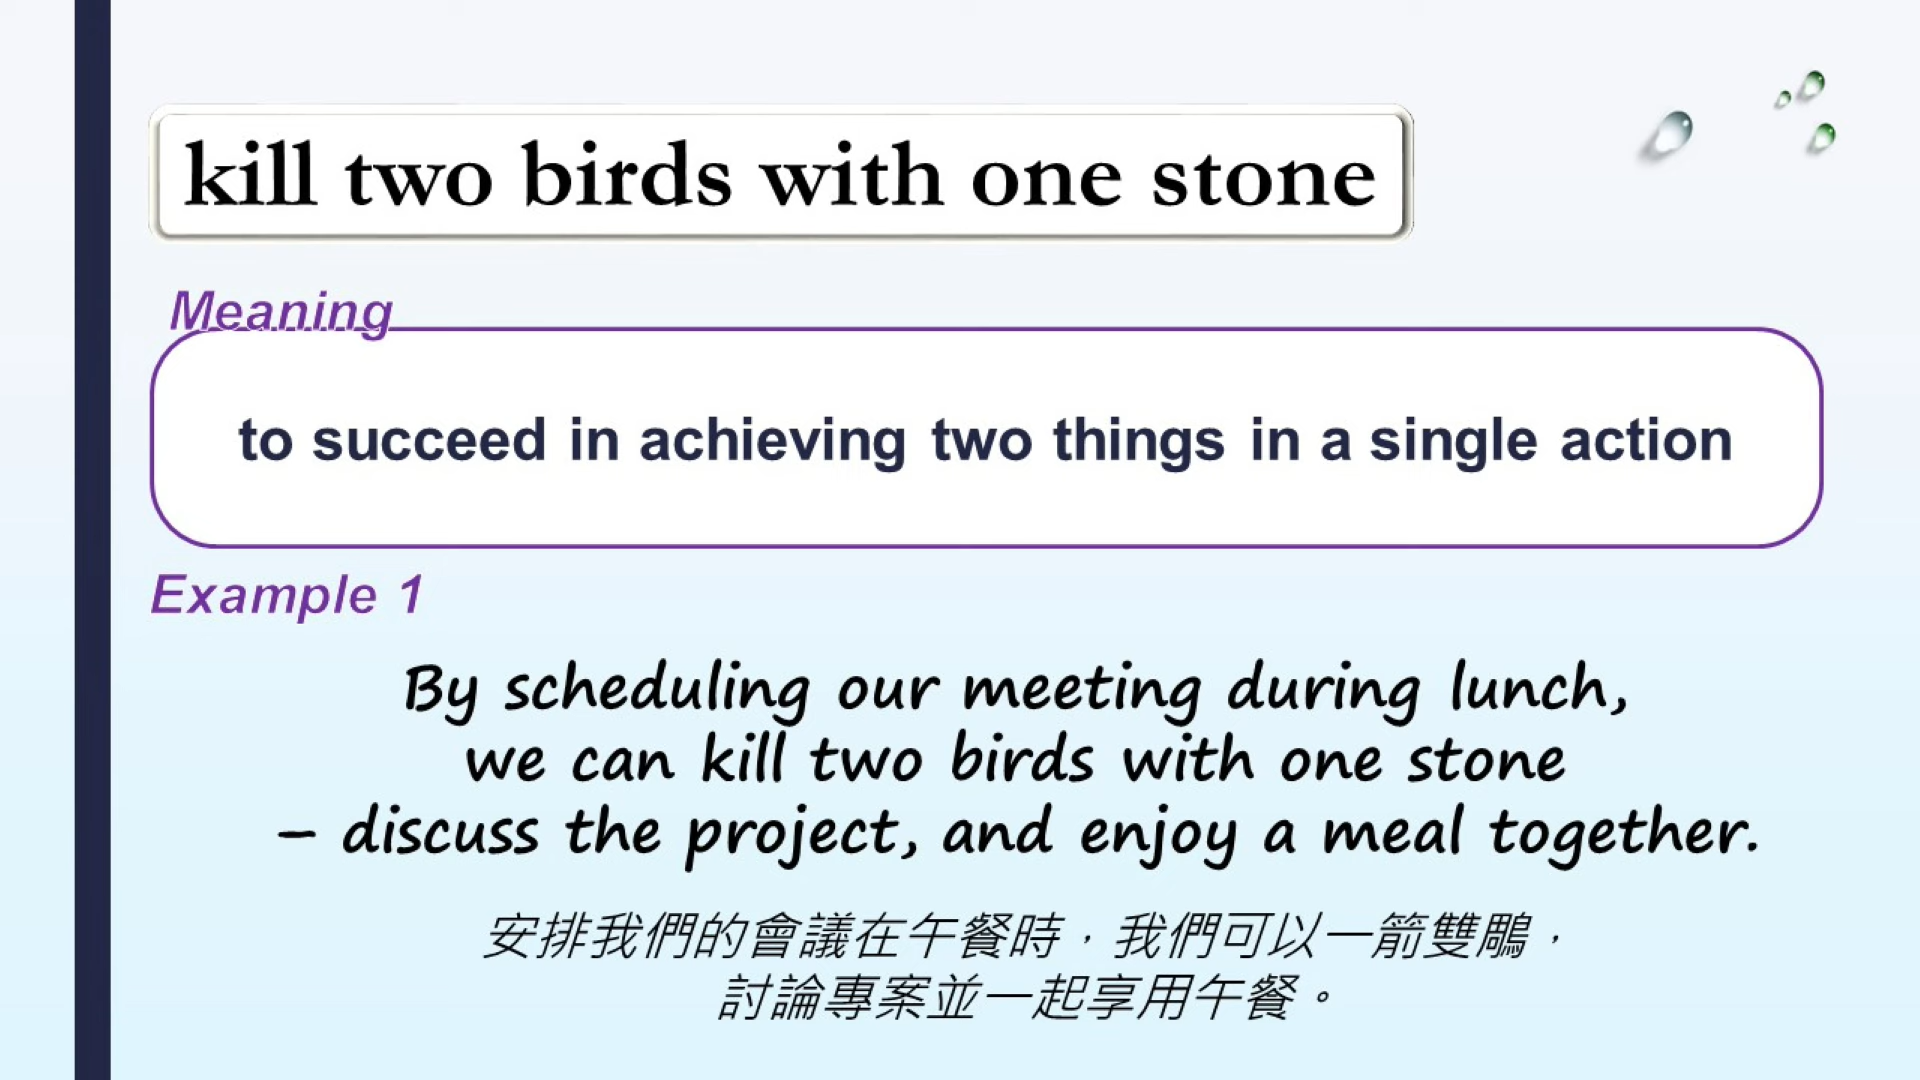 kill two birds with one stone
Meaning
to succeed in achieving two things in a single action
Example 1
By scheduling our meeting during lunch,
we can kill two birds with one stone
– discuss the project, and enjoy a meal together.
安排我們的會議在午餐時，我們可以一箭雙鵰，
討論專案並一起享用午餐。